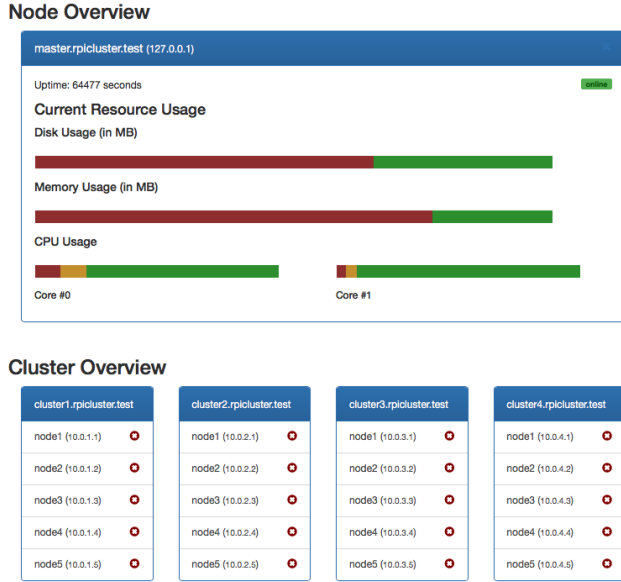 Node Overview
master.rpicluster.test (127.0.0.1)
Uptime: 64477 seconds
online
Current Resource Usage
Disk Usage (in MB)
Memory Usage (in MB)
CPU Usage
Core #0
Core #1
Cluster Overview
cluster1.rpicluster.test
node1 (10.0.1.1)
node2 (10.0.1.2)
node3 (10.0.1.3)
node4 (10.0.1.4)
node5 (10.0.1.5)
cluster2.rpicluster.test
node1 (10.0.2.1)
node2 (10.0.2.2)
node3 (10.0.2.3)
node4 (10.0.2.4)
node5 (10.0.2.5)
cluster3.rpicluster.test
node1 (10.0.3.1)
node2 (10.0.3.2)
node3 (10.0.3.3)
node4 (10.0.3.4)
node5 (10.0.3.5)
cluster4.rpicluster.test
node1 (10.0.4.1)
node2 (10.0.4.2)
node3 (10.0.4.3)
node4 (10.0.4.4)
node5 (10.0.4.5)